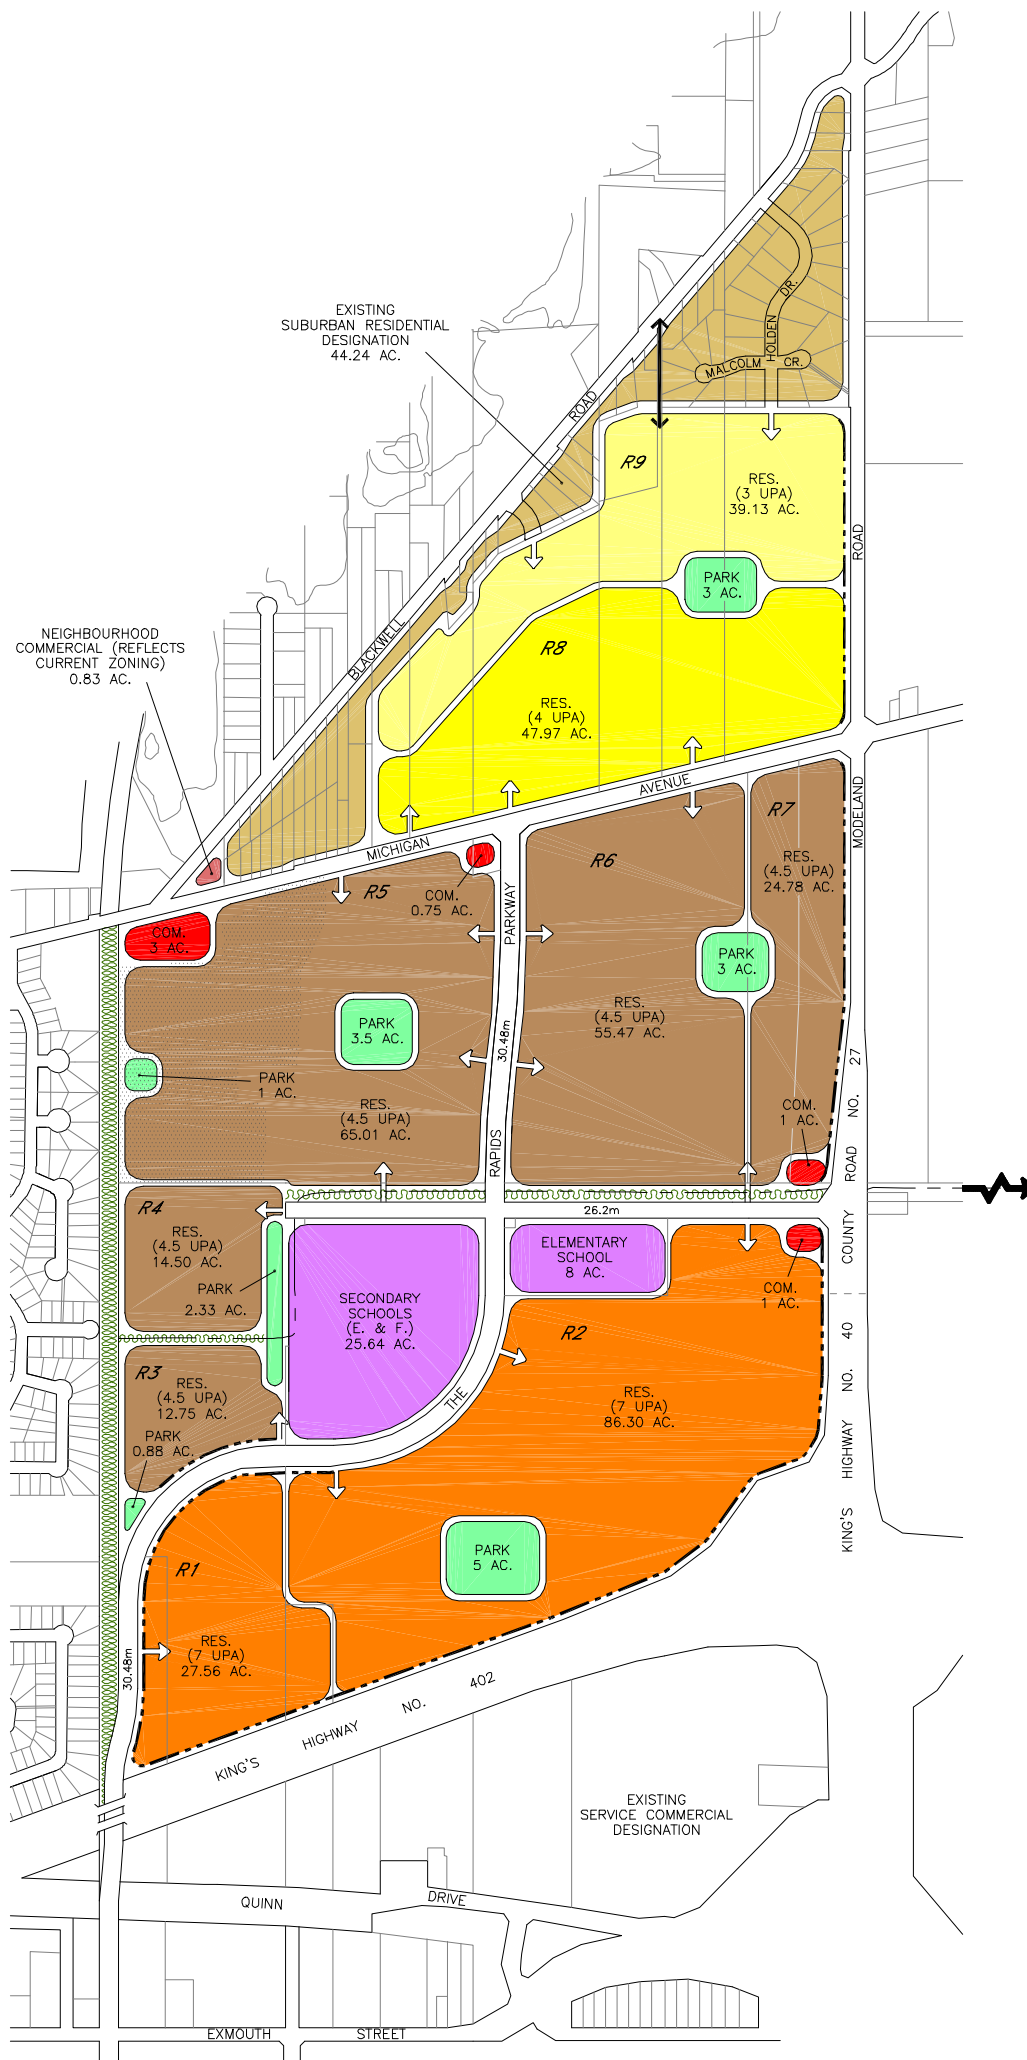 EXISTING
SUBURBAN RESIDENTIAL
DESIGNATION
44.24 AC.
HOLDEN
DR.
MALCOLM
CR.
ROAD
BLACKWELL
R9
RES.
(3 UPA)
39.13 AC.
ROAD
PARK
3 AC.
NEIGHBOURHOOD
COMMERCIAL (REFLECTS
CURRENT ZONING)
0.83 AC.
R8
RES.
(4 UPA)
47.97 AC.
MICHIGAN
AVENUE
MODELAND
R7
RES.
(4.5 UPA)
24.78 AC.
R6
R5
COM.
0.75 AC.
PARKWAY
COM.
3 AC.
PARK
3 AC.
PARK
3.5 AC.
RES.
(4.5 UPA)
55.47 AC.
30.48m
PARK
1 AC.
RES.
(4.5 UPA)
65.01 AC.
COM.
1 AC.
RAPIDS
COUNTY ROAD NO. 27
R4
RES.
(4.5 UPA)
14.50 AC.
26.2m
ELEMENTARY
SCHOOL
8 AC.
PARK
2.33 AC.
SECONDARY
SCHOOLS
(E. & F.)
25.64 AC.
COM.
1 AC.
R2
R3
RES.
(4.5 UPA)
12.75 AC.
THE
RES.
(7 UPA)
86.30 AC.
PARK
0.88 AC.
KING'S HIGHWAY NO. 40
PARK
5 AC.
R1
RES.
(7 UPA)
27.56 AC.
30.48m
KING'S HIGHWAY NO. 402
EXISTING
SERVICE COMMERCIAL
DESIGNATION
QUINN DRIVE
EXMOUTH STREET